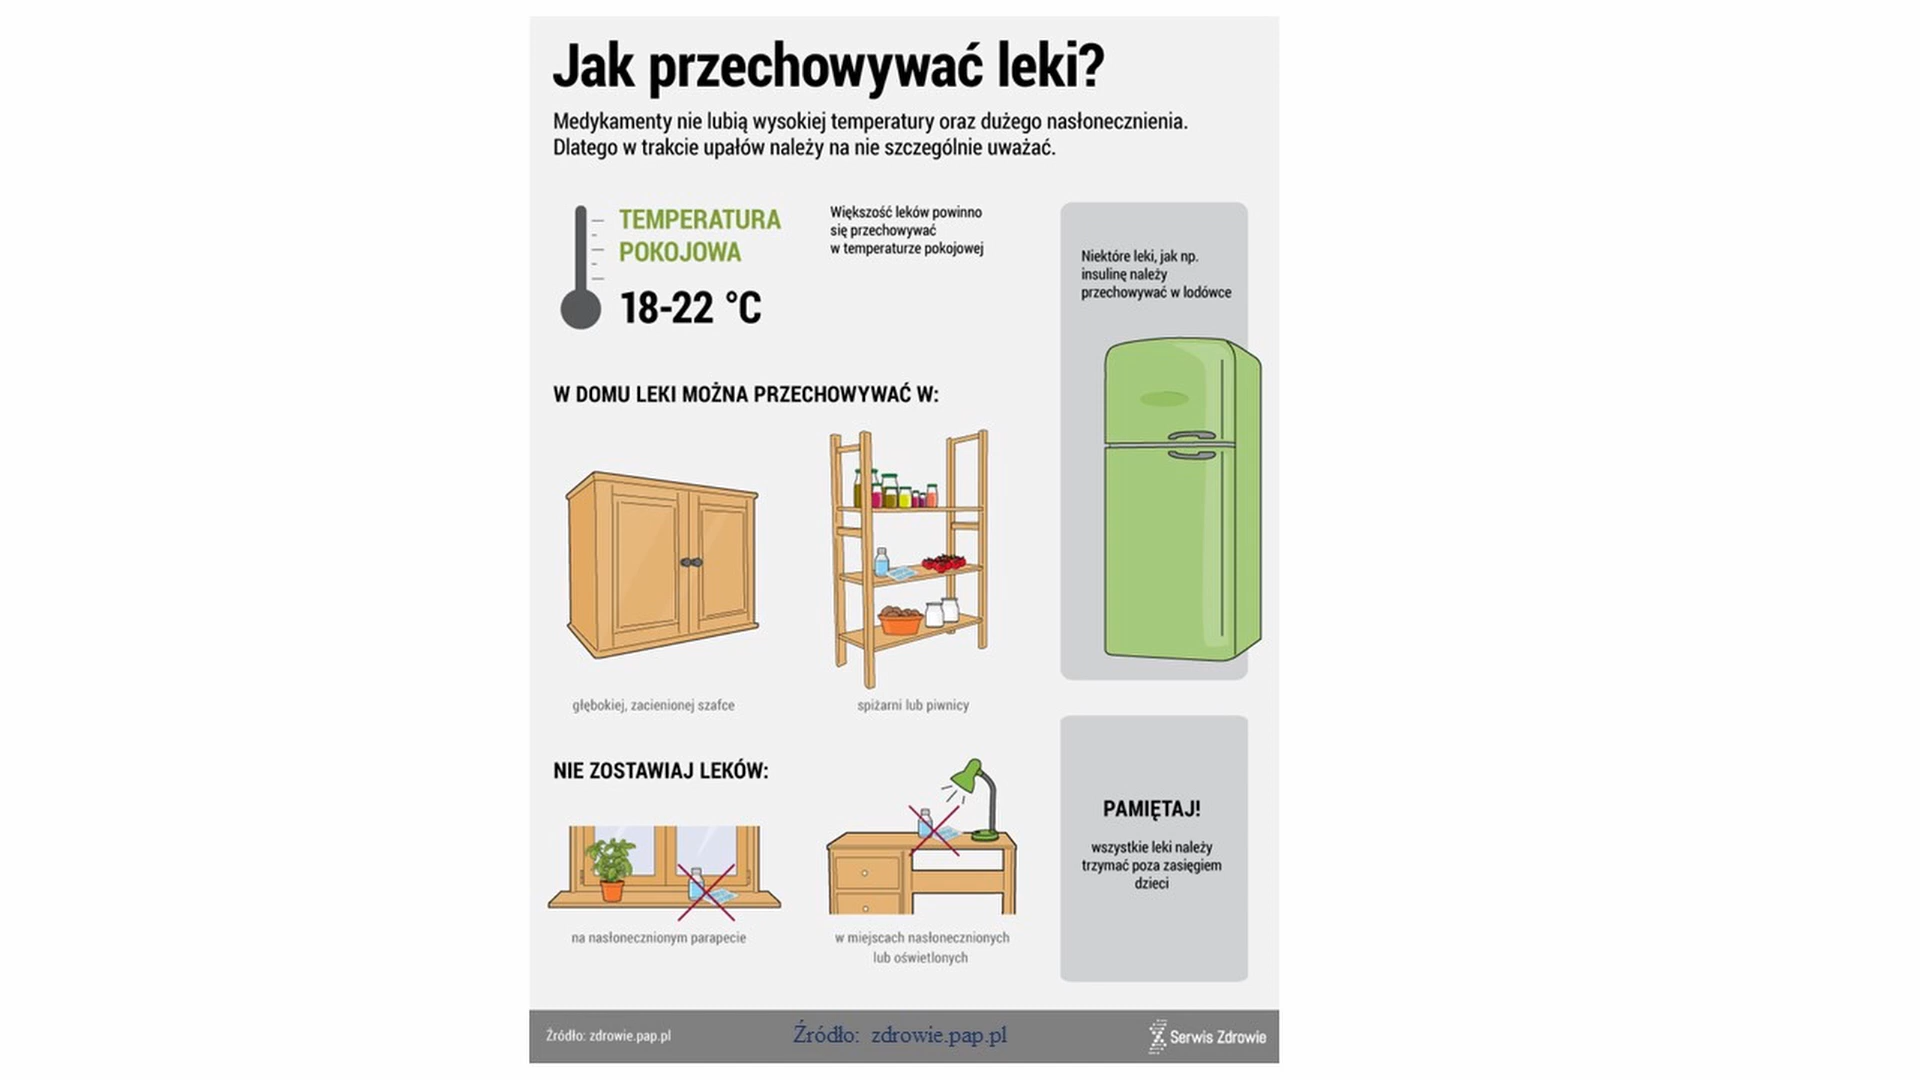 Jak przechowywać leki?
Medykamenty nie lubią wysokiej temperatury oraz dużego nasłonecznienia.
Dlatego w trakcie upałów należy na nie szczególnie uważać.
TEMPERATURA
POKOJOWA
18-22 °C
Większość leków powinno
się przechowywać
w temperaturze pokojowej
Niektóre leki, jak np.
insulinę należy
przechowywać w lodówce
W DOMU LEKI MOŻNA PRZECHOWYWAĆ W:
głębokiej, zacienionej szafce
spiżarni lub piwnicy
NIE ZOSTAWIAJ LEKÓW:
na nasłonecznionym parapecie
w miejscach nasłonecznionych
lub oświetlonych
PAMIĘTAJ!
wszystkie leki należy
trzymać poza zasięgiem
dzieci
Źródło: zdrowie.pap.pl
Źródło: zdrowie.pap.pl
Serwis Zdrowie